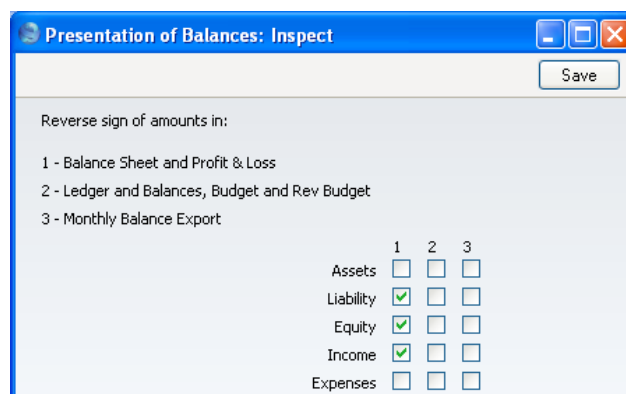 Presentation of Balances: Inspect
Save
Reverse sign of amounts in:
1 - Balance Sheet and Profit & Loss
2 - Ledger and Balances, Budget and Rev Budget
3 - Monthly Balance Export
1 2 3
Assets
Liability
Equity
Income
Expenses